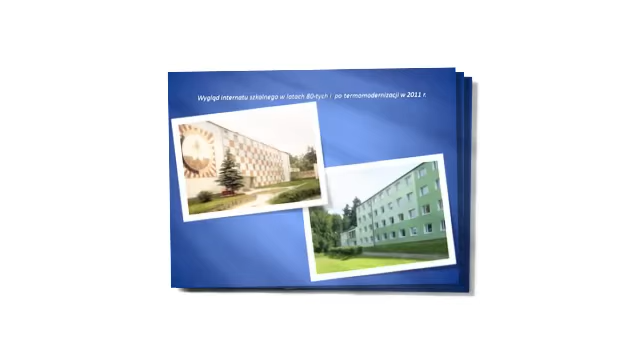 Wygląd internatu szkolnego w latach 80-tych i po termomodernizacji w 2011 r.